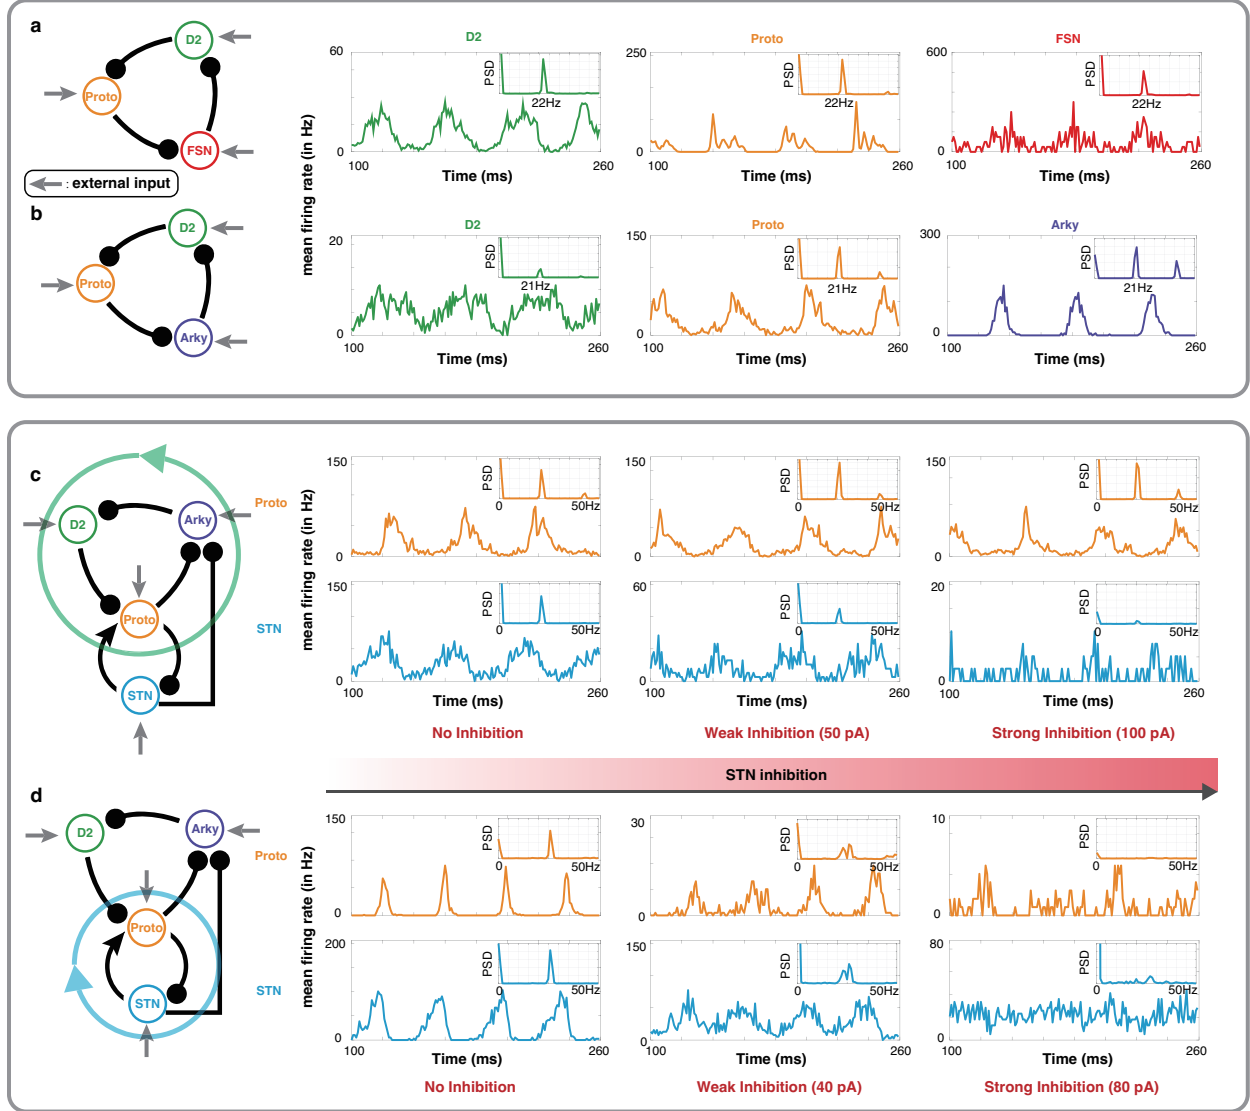 a
D2
Proto
FSN
: external input
D2
60
0
mean firing rate (in Hz)
PSD
22Hz
100
260
Time (ms)
Proto
250
0
PSD
22Hz
100
260
Time (ms)
FSN
600
0
PSD
22Hz
100
260
Time (ms)
b
D2
Proto
Arky
D2
20
0
PSD
21Hz
100
260
Time (ms)
Proto
150
0
PSD
21Hz
100
260
Time (ms)
Arky
300
0
PSD
21Hz
100
260
Time (ms)
c
D2
Arky
Proto
STN
Proto
STN
mean firing rate (in Hz)
150
0
PSD
0
50Hz
150
0
PSD
0
50Hz
150
0
PSD
0
50Hz
150
0
PSD
0
50Hz
100
260
Time (ms)
60
0
PSD
0
50Hz
100
260
Time (ms)
20
0
PSD
0
50Hz
100
260
Time (ms)
No Inhibition
Weak Inhibition (50 pA)
Strong Inhibition (100 pA)
STN inhibition
d
D2
Arky
Proto
STN
Proto
STN
mean firing rate (in Hz)
150
0
PSD
0
50Hz
30
0
PSD
0
50Hz
10
0
PSD
0
50Hz
200
0
PSD
0
50Hz
100
260
Time (ms)
150
0
PSD
0
50Hz
100
260
Time (ms)
80
0
PSD
0
50Hz
100
260
Time (ms)
No Inhibition
Weak Inhibition (40 pA)
Strong Inhibition (80 pA)